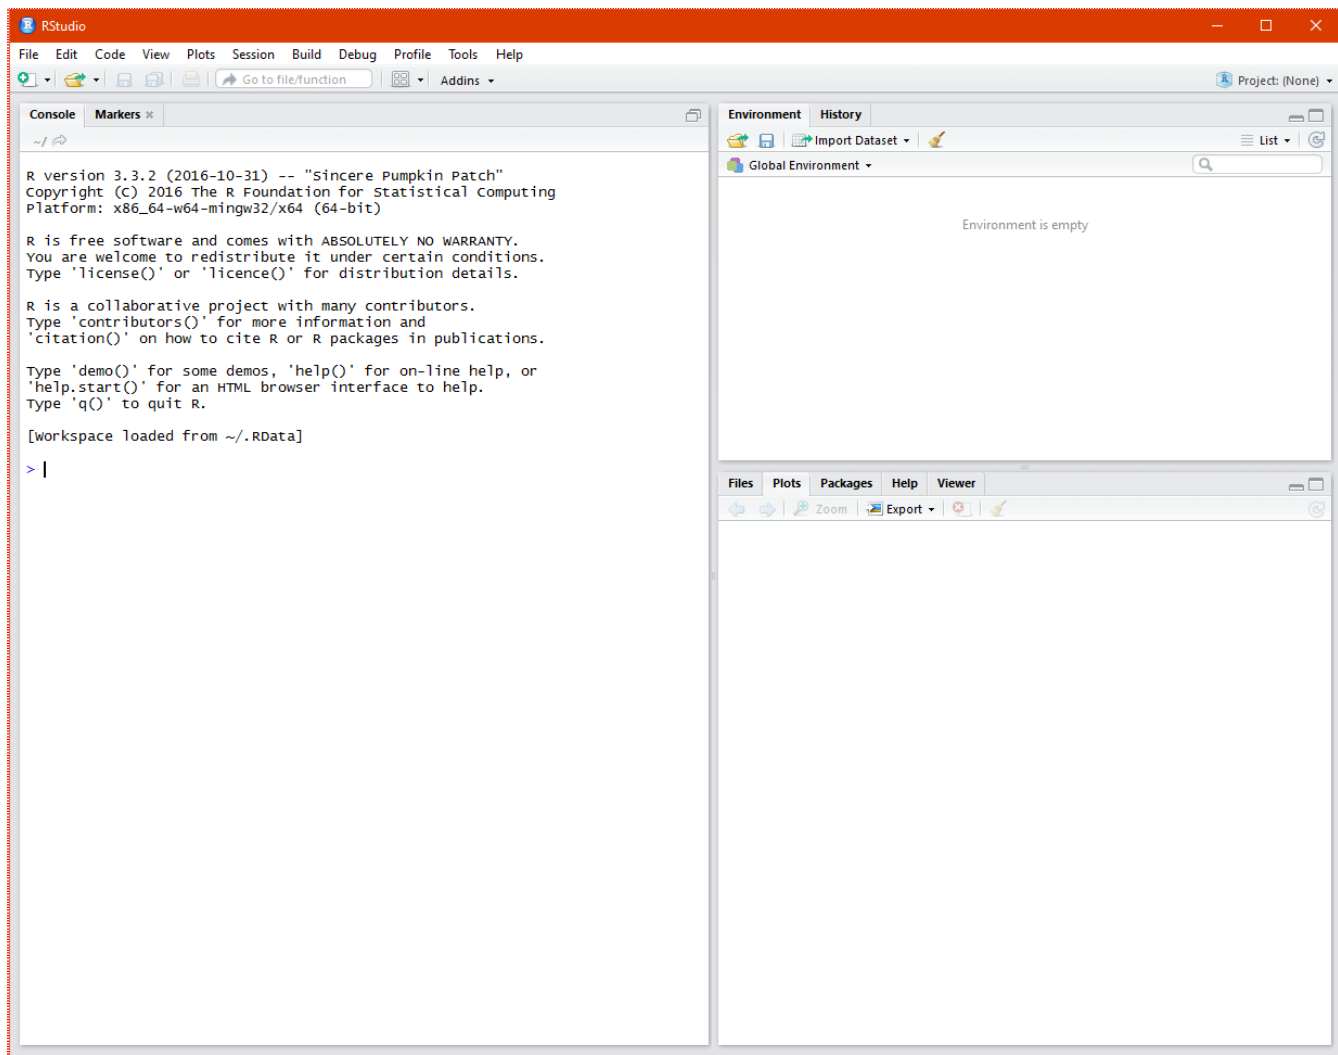 RStudio
File Edit Code View Plots Session Build Debug Profile Tools Help
Go to file/function Addins Project: (None)
Console Markers
~/
R version 3.3.2 (2016-10-31) -- "Sincere Pumpkin Patch"
Copyright (C) 2016 The R Foundation for Statistical Computing
Platform: x86_64-w64-mingw32/x64 (64-bit)
R is free software and comes with ABSOLUTELY NO WARRANTY.
You are welcome to redistribute it under certain conditions.
Type 'license()' or 'licence()' for distribution details.
R is a collaborative project with many contributors.
Type 'contributors()' for more information and
'citation()' on how to cite R or R packages in publications.
Type 'demo()' for some demos, 'help()' for on-line help, or
'help.start()' for an HTML browser interface to help.
Type 'q()' to quit R.
[Workspace loaded from ~/.RData]
>
Environment History
Import Dataset List
Global Environment
Environment is empty
Files Plots Packages Help Viewer
Zoom Export